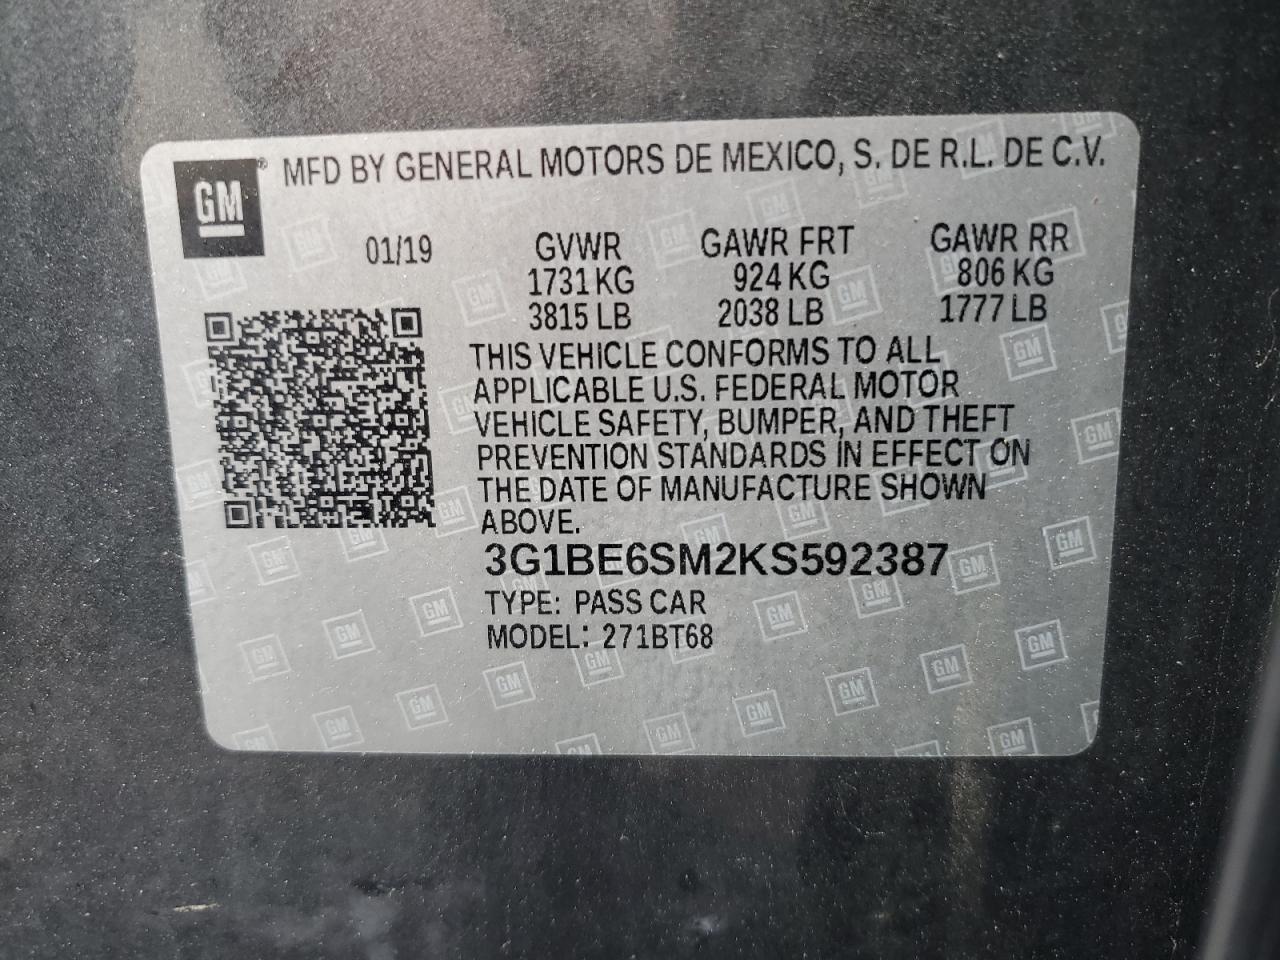 GM® MFD BY GENERAL MOTORS DE MEXICO, S. DE R.L. DE C.V.
01/19 GVWR GAWR FRT GAWR RR
1731 KG 924 KG 806 KG
3815 LB 2038 LB 1777 LB
THIS VEHICLE CONFORMS TO ALL
APPLICABLE U.S. FEDERAL MOTOR
VEHICLE SAFETY, BUMPER, AND THEFT
PREVENTION STANDARDS IN EFFECT ON
THE DATE OF MANUFACTURE SHOWN
ABOVE.
3G1BE6SM2KS592387
TYPE: PASS CAR
MODEL: 271BT68